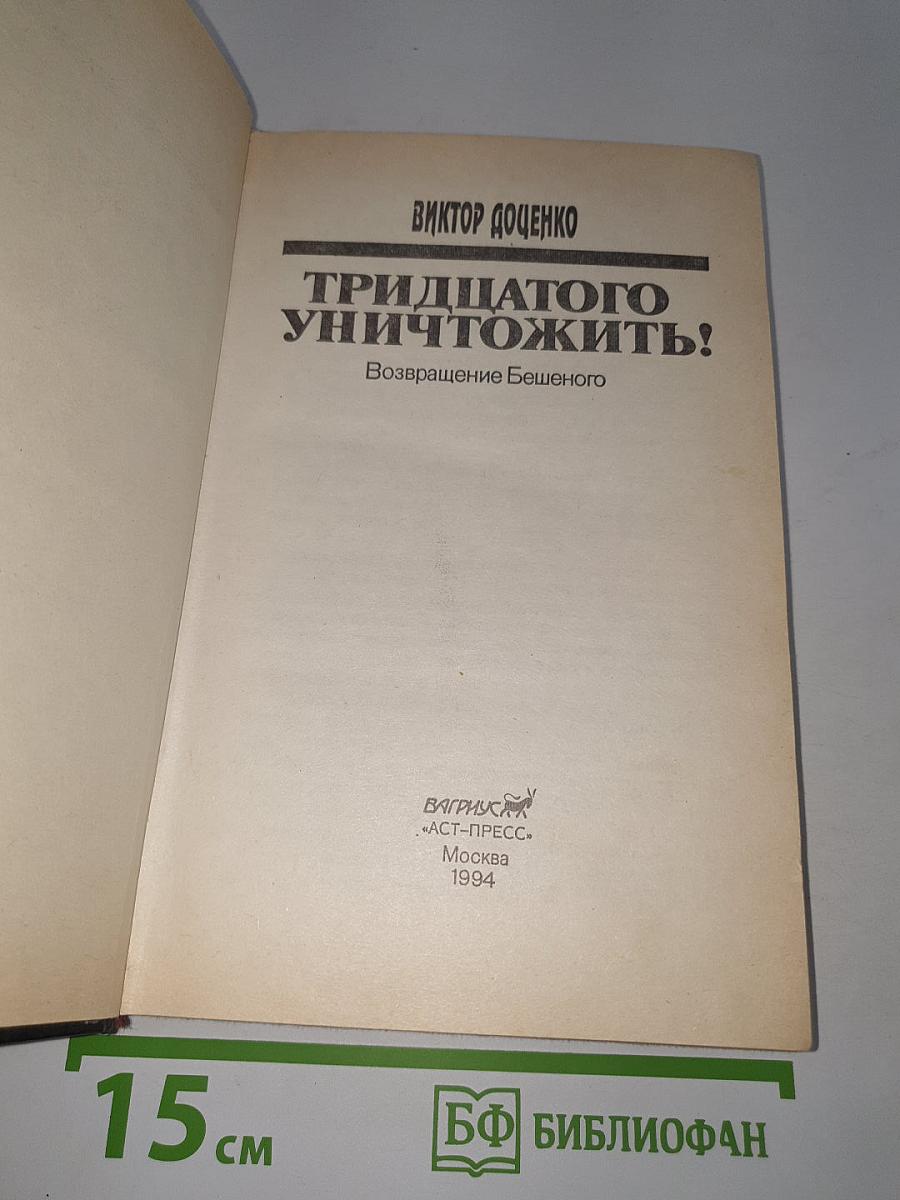 ВИКТОР ДОЦЕНКО
ТРИДЦАТОГО
УНИЧТОЖИТЬ!
Возвращение Бешеного
ВАГРИУС
«АСТ-ПРЕСС»
Москва
1994
15 см
БФ БИБЛИОФАН